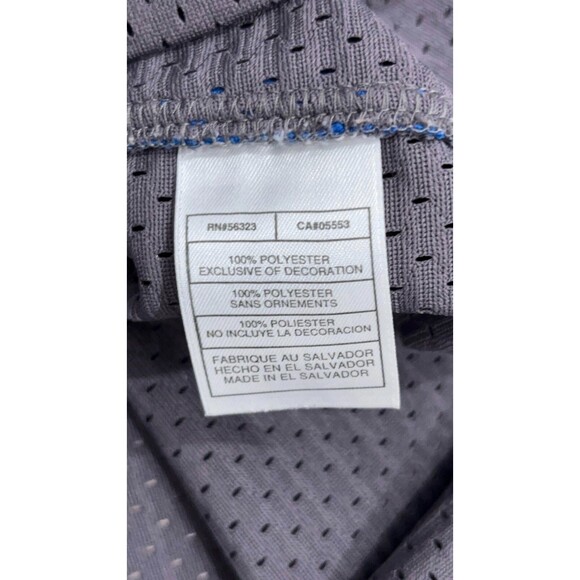 RN#56323 CA#05553
100% POLYESTER
EXCLUSIVE OF DECORATION
100% POLYESTER
SANS ORNEMENTS
100% POLIESTER
NO INCLUYE LA DECORACION
FABRIQUE AU SALVADOR
HECHO EN EL SALVADOR
MADE IN EL SALVADOR